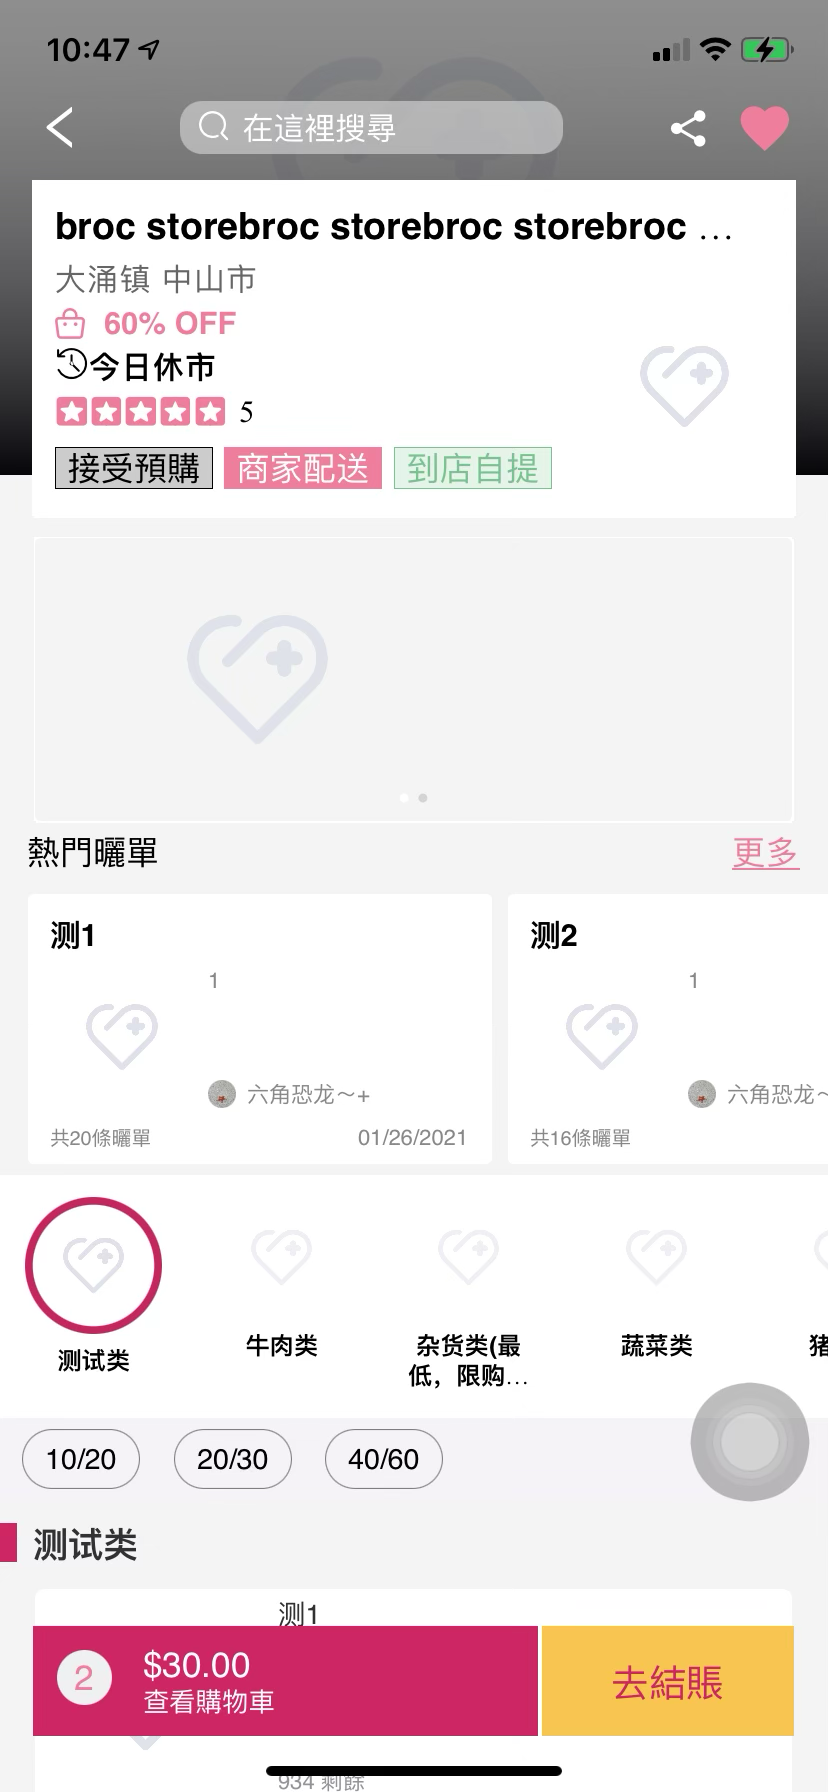 10:47
在這裡搜尋
broc storebroc storebroc storebroc ...
大涌镇 中山市
60% OFF
今日休市
5
接受預購 商家配送 到店自提
熱門曬單 更多
测1
1
六角恐龙～+
共20條曬單 01/26/2021
测2
1
六角恐龙～
共16條曬單
测试类
牛肉类
杂货类(最
低，限购...
蔬菜类
猪
10/20 20/30 40/60
测试类
测1
2
$30.00
查看購物車
去結賬
934 剩餘